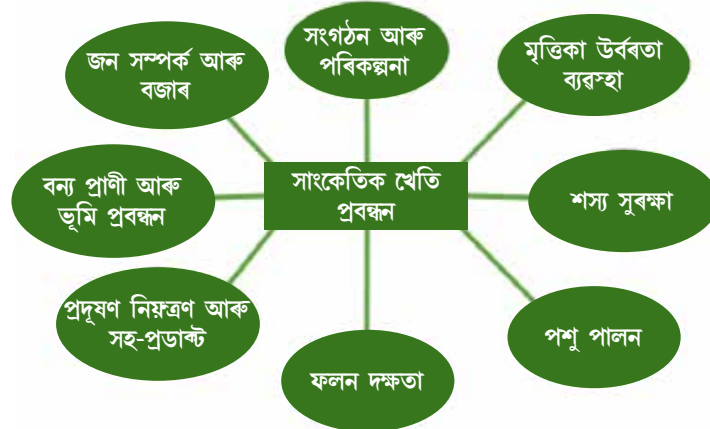 সংগঠন আৰু
পৰিকল্পনা
জন সম্পৰ্ক আৰু
বজাৰ
মৃত্তিকা উৰ্বৰতা
ব্যৱস্হা
সাংকেতিক খেতি
প্ৰবন্ধন
বন্য প্ৰাণী আৰু
ভূমি প্ৰবন্ধন
শস্য সুৰক্ষা
প্ৰদূষণ নিয়ন্ত্ৰণ আৰু
সহ-প্ৰডাক্ট
পশু পালন
ফলন দক্ষতা